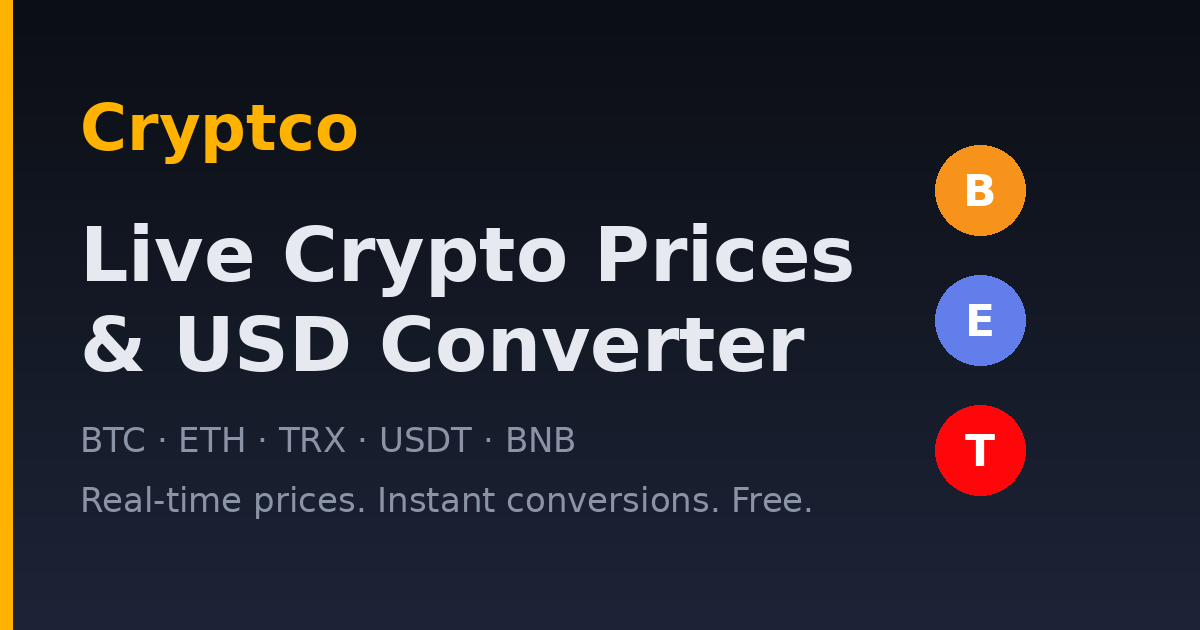 Cryptco
Live Crypto Prices
& USD Converter
BTC · ETH · TRX · USDT · BNB
Real-time prices. Instant conversions. Free.
B
E
T